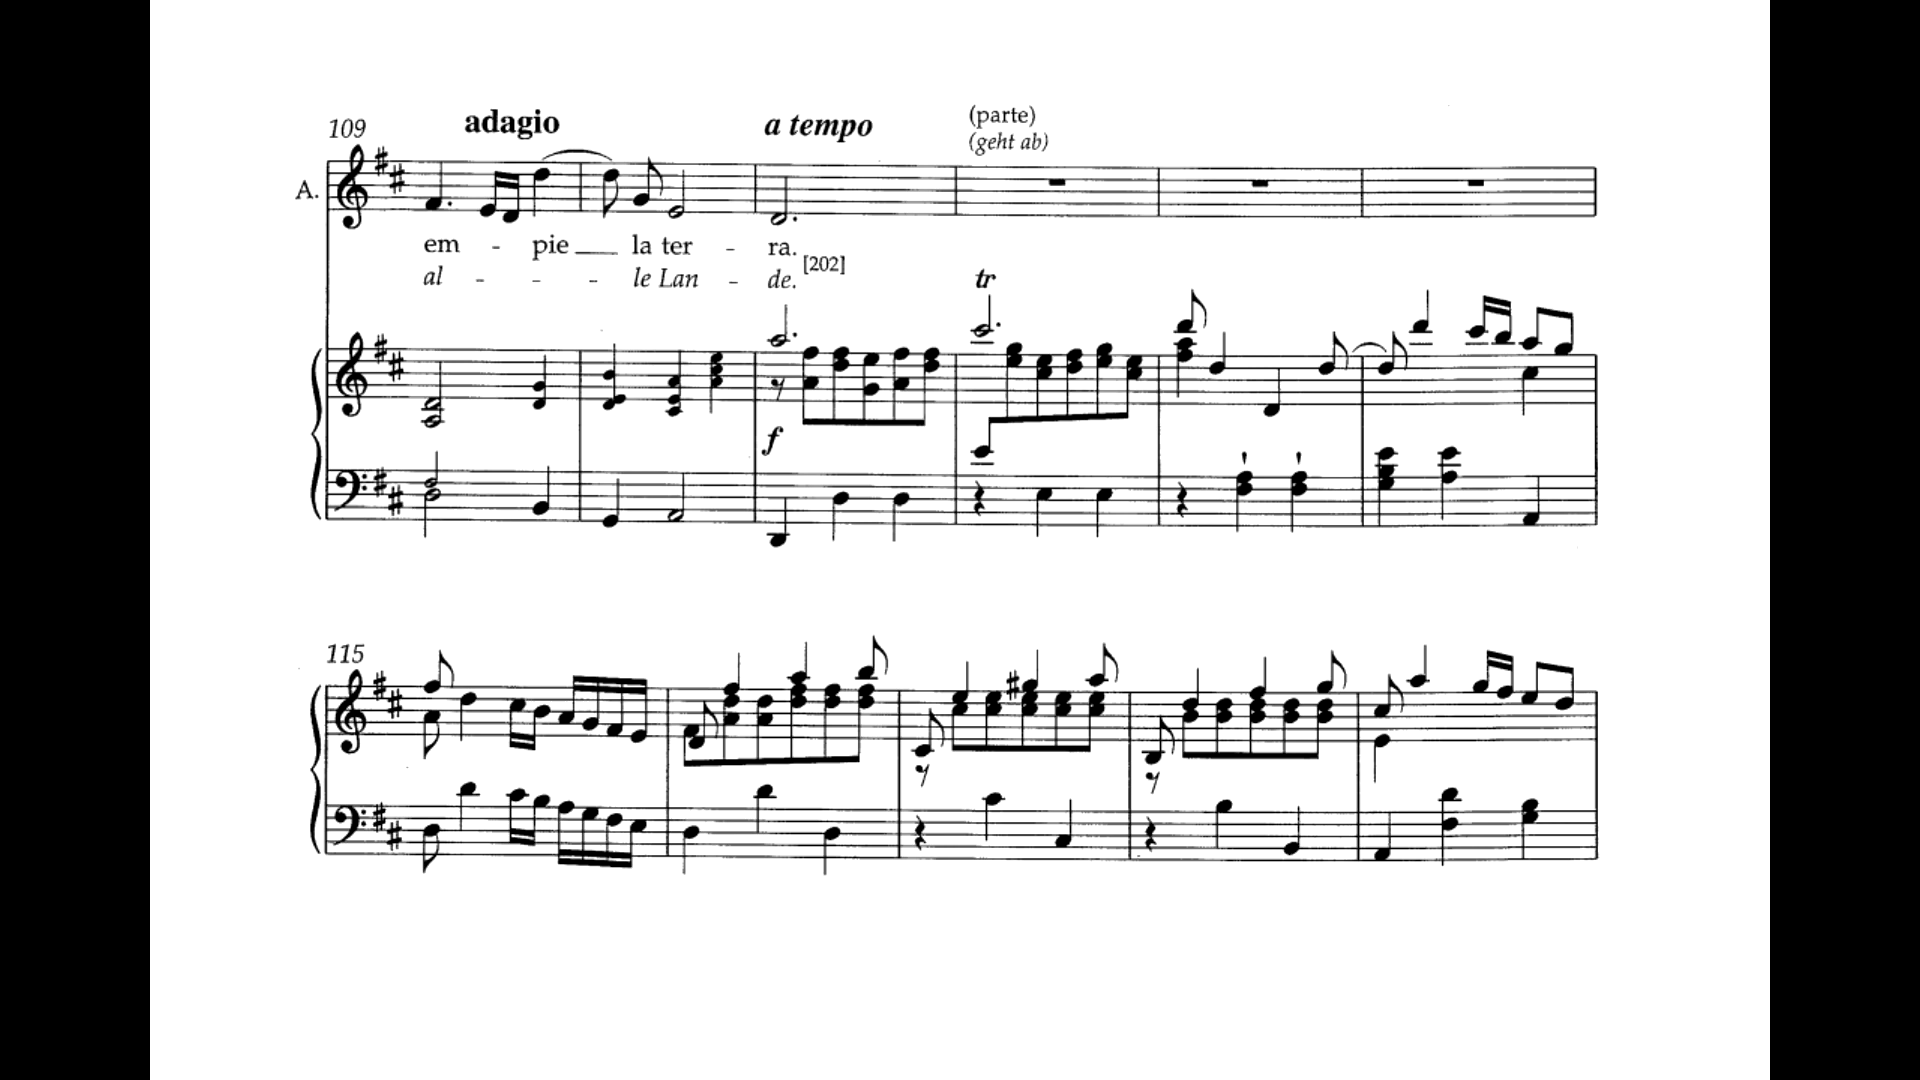 109 adagio a tempo (parte)
(geht ab)
A.
em - pie la ter - ra.
al - - - le Lan - de. [202]
tr
f
115